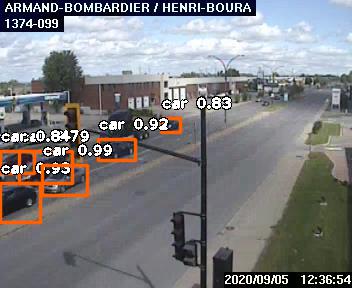 ARMAND-BOMBARDIER / HENRI-BOURA
1374-099
car 0.83
car 0.92
car 0.99
car 0.93
2020/09/05 12:36:54